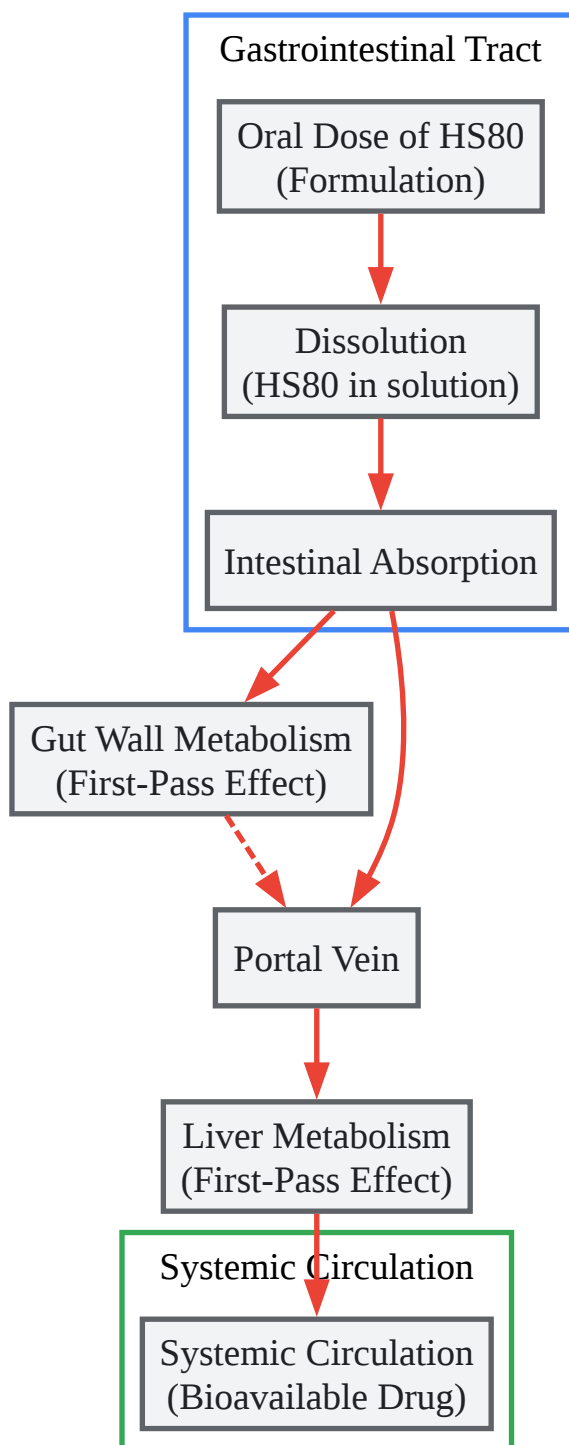 Gastrointestinal Tract
Oral Dose of HS80
(Formulation)
Dissolution
(HS80 in solution)
Intestinal Absorption
Gut Wall Metabolism
(First-Pass Effect)
Portal Vein
Liver Metabolism
(First-Pass Effect)
Systemic Circulation
Systemic Circulation
(Bioavailable Drug)